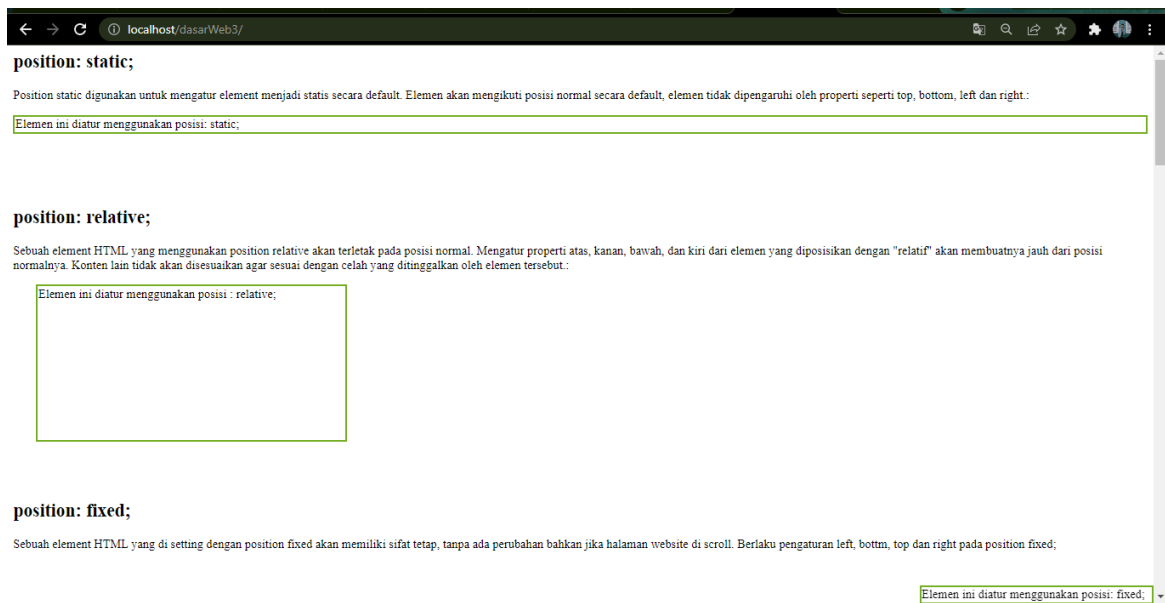 localhost/dasarWeb3/
position: static;
Position static digunakan untuk mengatur element menjadi statis secara default. Elemen akan mengikuti posisi normal secara default, elemen tidak dipengaruhi oleh properti seperti top, bottom, left dan right.:
Elemen ini diatur menggunakan posisi: static;
position: relative;
Sebuah element HTML yang menggunakan position relative akan terletak pada posisi normal. Mengatur properti atas, kanan, bawah, dan kiri dari elemen yang diposisikan dengan "relatif" akan membuatnya jauh dari posisi
normalnya. Konten lain tidak akan disesuaikan agar sesuai dengan celah yang ditinggalkan oleh elemen tersebut.:
Elemen ini diatur menggunakan posisi : relative;
position: fixed;
Sebuah element HTML yang di setting dengan position fixed akan memiliki sifat tetap, tanpa ada perubahan bahkan jika halaman website di scroll. Berlaku pengaturan left, bottm, top dan right pada position fixed;
Elemen ini diatur menggunakan posisi: fixed;